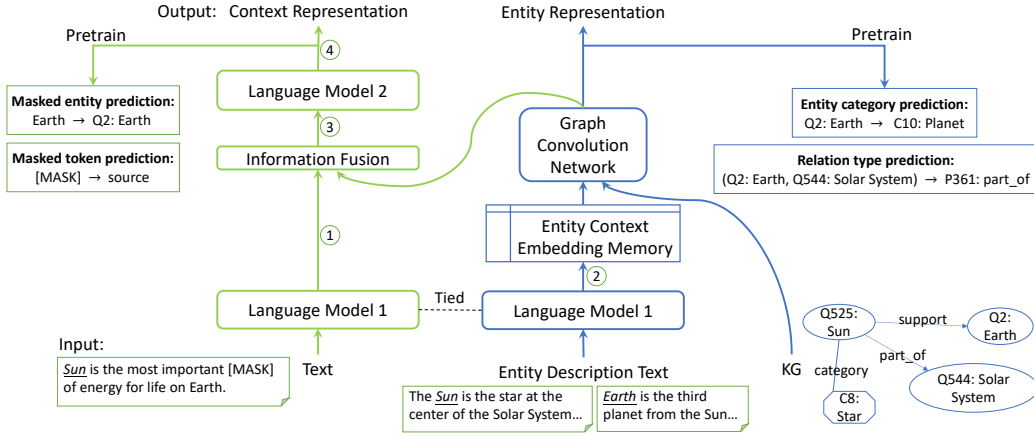 Output: Context Representation
Entity Representation
Pretrain
4
Pretrain
Language Model 2
Masked entity prediction:
Earth → Q2: Earth
3
Entity category prediction:
Q2: Earth → C10: Planet
Graph
Convolution
Network
Masked token prediction:
[MASK] → source
Information Fusion
Relation type prediction:
(Q2: Earth, Q544: Solar System) → P361: part_of
1
Entity Context
Embedding Memory
2
Tied
Language Model 1
Language Model 1
Q525:
Sun
support
Q2:
Earth
part_of
category
Q544: Solar
System
C8:
Star
Input:
Text
Entity Description Text
KG
Sun is the most important [MASK]
of energy for life on Earth.
The Sun is the star at the
center of the Solar System…
Earth is the third
planet from the Sun…